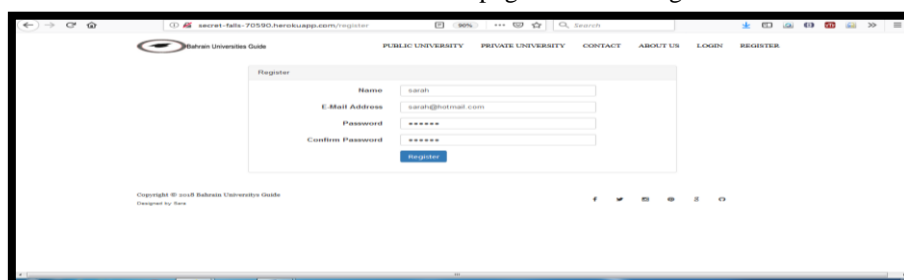 secret-falls-70590.herokuapp.com/register 80% Search
Bahrain Universities Guide PUBLIC UNIVERSITY PRIVATE UNIVERSITY CONTACT ABOUT US LOGIN REGISTER
Register
Name sarah
E-Mail Address sarah@hotmail.com
Password ••••••
Confirm Password ••••••
Register
Copyright © 2018 Bahrain Universitys Guide
Designed by Sara